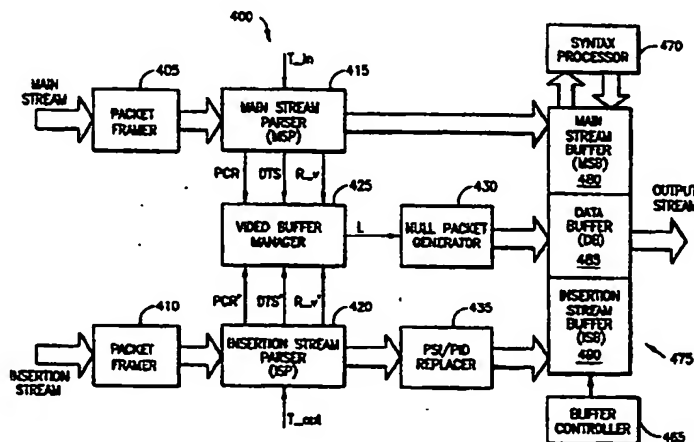 400
T_in
SYNTAX
PROCESSOR
470
MAIN
STREAM
405
PACKET
FRAMER
415
MAIN STREAM
PARSER
(MSP)
MAIN
STREAM
BUFFER
(MSB)
480
PCR
DTS
R_v
425
VIDEO BUFFER
MANAGER
L
430
NULL PACKET
GENERATOR
DATA
BUFFER
(DB)
485
OUTPUT
STREAM
PCR'
DTS'
R_v'
410
PACKET
FRAMER
420
INSERTION STREAM
PARSER
(ISP)
435
PSI/PID
REPLACER
INSERTION
STREAM
BUFFER
(ISB)
490
475
INSERTION
STREAM
T_out
BUFFER
CONTROLLER
465